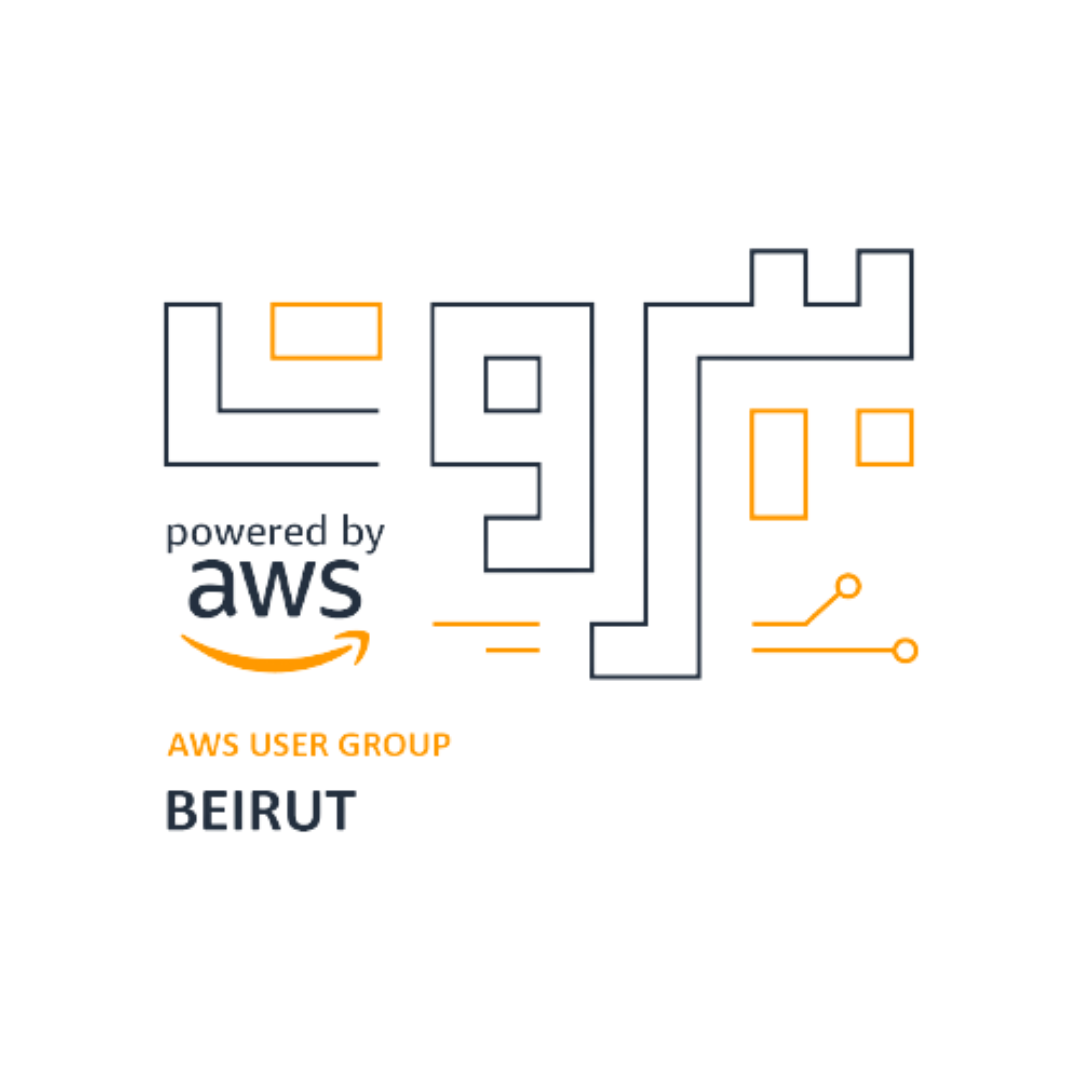 بيروت
powered by
aws
AWS USER GROUP
BEIRUT